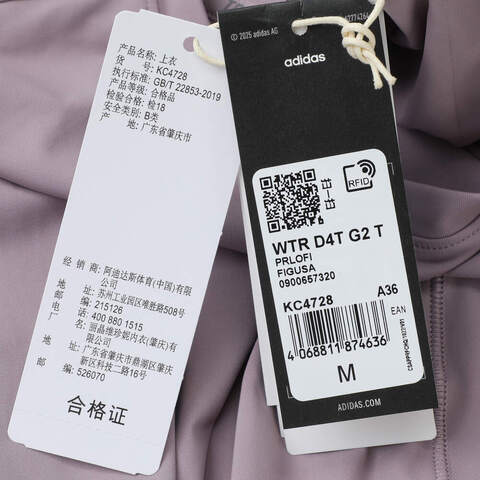 产品名称: 上衣
货 号: KC4728
执行标准: GB/T 22853-2019
产品等级: 合格品
检验合格: 检18
安全类别: B类
产 地: 广东省肇庆市
经 销 商: 阿迪达斯体育(中国)有限
公司
地 址: 苏州工业园区唯胜路508号
邮 编: 215126
电 话: 400 880 1515
厂 名: 丽晶维珍妮内衣(肇庆)有
限公司
地 址: 广东省肇庆市鼎湖区肇庆
新区科技二路16号
邮 编: 526070
合格证
© 2025 adidas AG
adidas
RFID
WTR D4T G2 T
PRLOFI
FIGUSA
0900657320
KC4728 A36
EAN
4 068811 874636
M
ADIDAS.COM